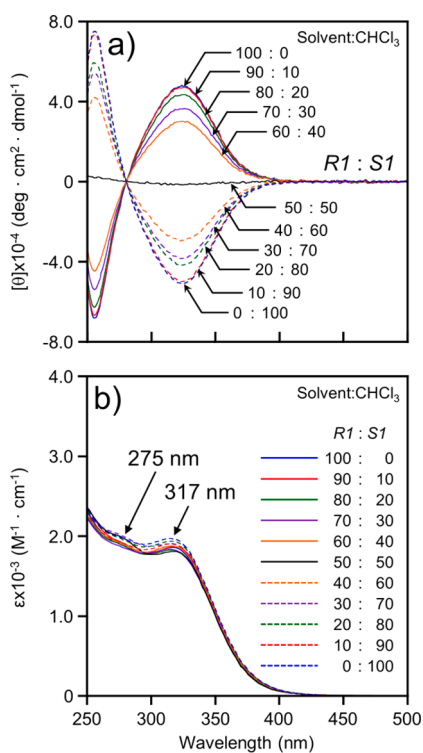 a)
Solvent:CHCl3
8.0
4.0
0
-4.0
-8.0
[θ]x10-4 (deg · cm2 · dmol-1)
100 : 0
90 : 10
80 : 20
70 : 30
60 : 40
R1 : S1
50 : 50
40 : 60
30 : 70
20 : 80
10 : 90
0 : 100
b)
Solvent:CHCl3
4.0
3.0
2.0
1.0
0
εx10-3 (M-1 · cm-1)
275 nm
317 nm
R1 : S1
100 : 0
90 : 10
80 : 20
70 : 30
60 : 40
50 : 50
40 : 60
30 : 70
20 : 80
10 : 90
0 : 100
250 300 350 400 450 500
Wavelength (nm)